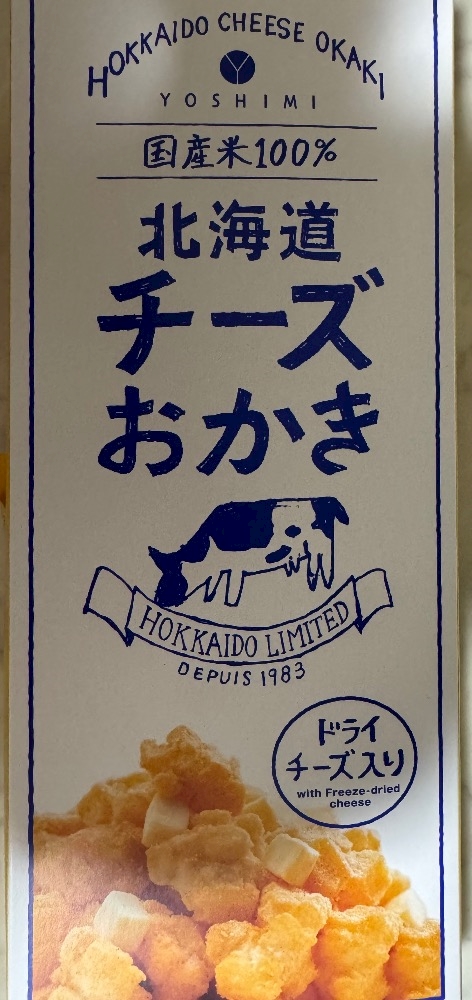 HOKKAIDO CHEESE OKAKI
YOSHIMI
国産米100%
北海道
チーズ
おかき
HOKKAIDO LIMITED
DEPUIS 1983
ドライ
チーズ入り
with Freeze-dried
cheese